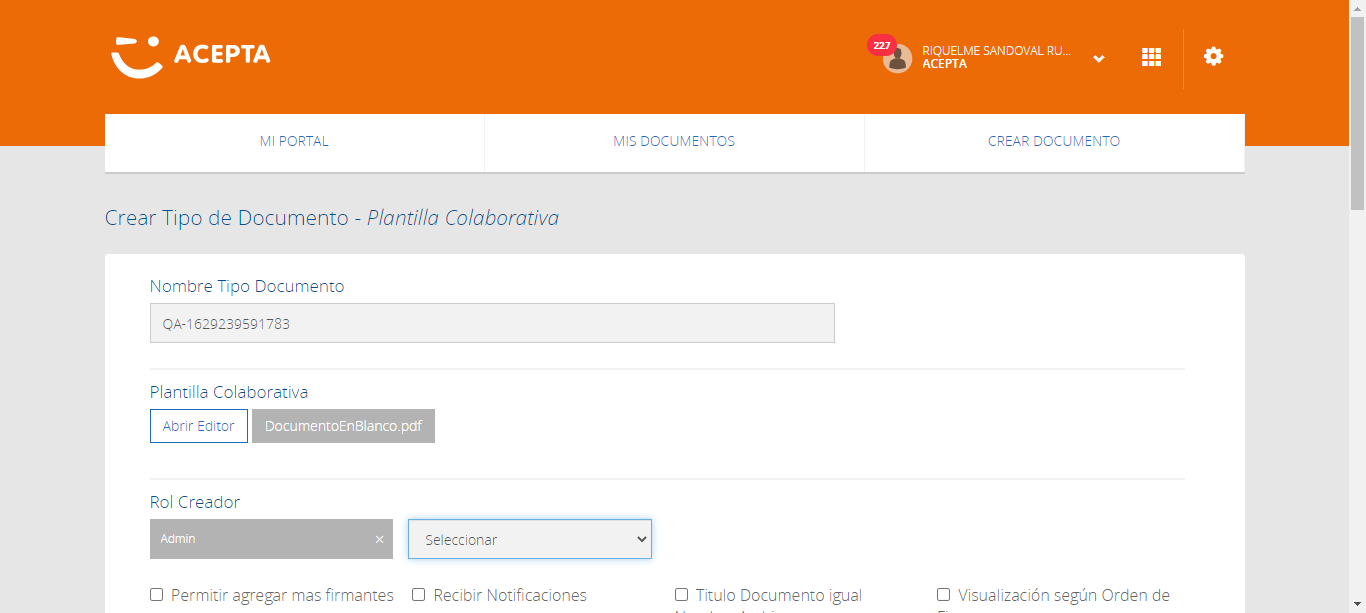 ACEPTA
227
RIQUELME SANDOVAL RU...
ACEPTA
MI PORTAL
MIS DOCUMENTOS
CREAR DOCUMENTO
Crear Tipo de Documento - Plantilla Colaborativa
Nombre Tipo Documento
QA-1629239591783
Plantilla Colaborativa
Abrir Editor
DocumentoEnBlanco.pdf
Rol Creador
Admin ×
Seleccionar
Permitir agregar mas firmantes
Recibir Notificaciones
Titulo Documento igual
Visualización según Orden de